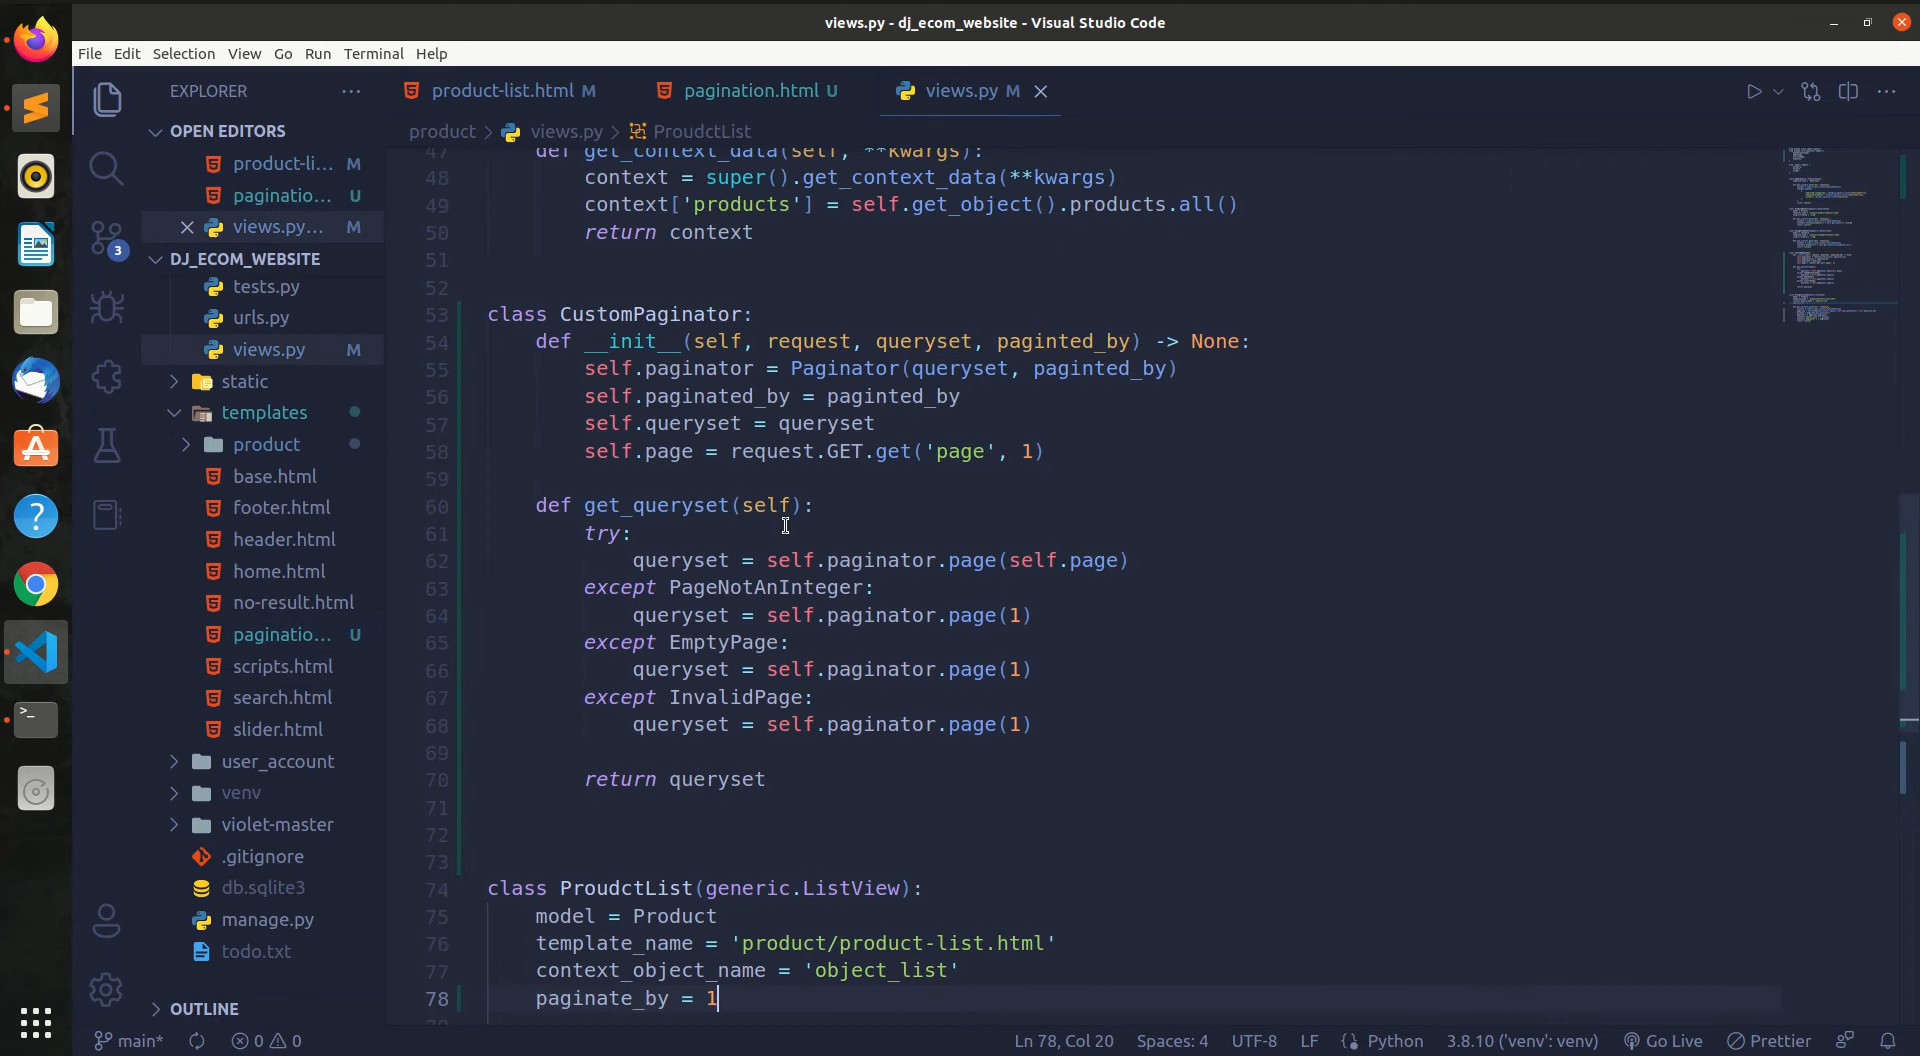 views.py - dj_ecom_website - Visual Studio Code
File Edit Selection View Go Run Terminal Help
EXPLORER
OPEN EDITORS
product-li... M
paginatio... U
views.py... M
3
DJ_ECOM_WEBSITE
tests.py
urls.py
views.py M
static
templates
product
base.html
footer.html
header.html
home.html
no-result.html
paginatio... U
scripts.html
search.html
slider.html
user_account
venv
violet-master
.gitignore
db.sqlite3
manage.py
todo.txt
OUTLINE
product-list.html M pagination.html U views.py M
product > views.py > ProudctList
47 def get_context_data(self, **kwargs):
48 context = super().get_context_data(**kwargs)
49 context['products'] = self.get_object().products.all()
50 return context
51
52
53 class CustomPaginator:
54 def __init__(self, request, queryset, paginted_by) -> None:
55 self.paginator = Paginator(queryset, paginted_by)
56 self.paginated_by = paginted_by
57 self.queryset = queryset
58 self.page = request.GET.get('page', 1)
59
60 def get_queryset(self):
61 try:
62 queryset = self.paginator.page(self.page)
63 except PageNotAnInteger:
64 queryset = self.paginator.page(1)
65 except EmptyPage:
66 queryset = self.paginator.page(1)
67 except InvalidPage:
68 queryset = self.paginator.page(1)
69
70 return queryset
71
72
73
74 class ProudctList(generic.ListView):
75 model = Product
76 template_name = 'product/product-list.html'
77 context_object_name = 'object_list'
78 paginate_by = 1
main* 0 0 Ln 78, Col 20 Spaces: 4 UTF-8 LF Python 3.8.10 ('venv': venv) Go Live Prettier